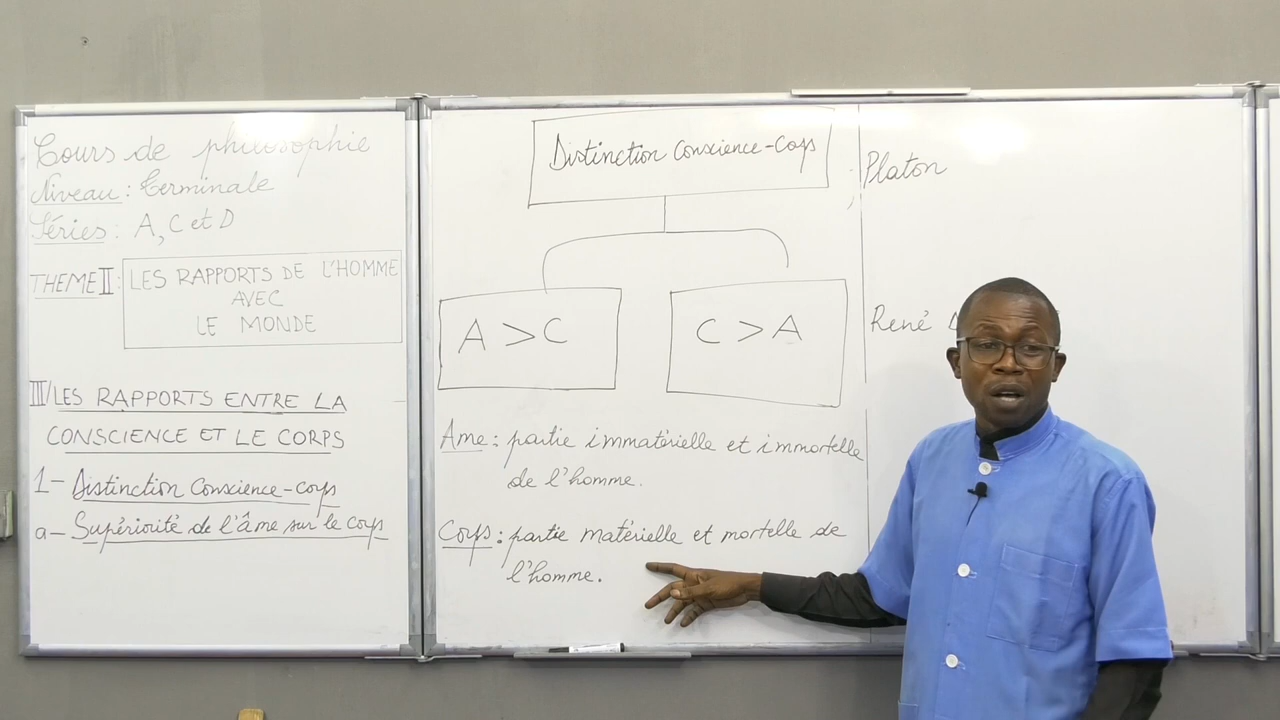 Cours de philosophie
Niveau : Terminale
Séries : A, C et D
THEME II :
LES RAPPORTS DE L'HOMME
AVEC
LE MONDE
III/ LES RAPPORTS ENTRE LA
CONSCIENCE ET LE CORPS
1- Distinction Conscience-corps
a- Supériorité de l'âme sur le corps
Distinction Conscience-Corps
A > C
C > A
Ame : partie immatérielle et immortelle
de l'homme.
Corps : partie matérielle et mortelle de
l'homme.
Platon
René